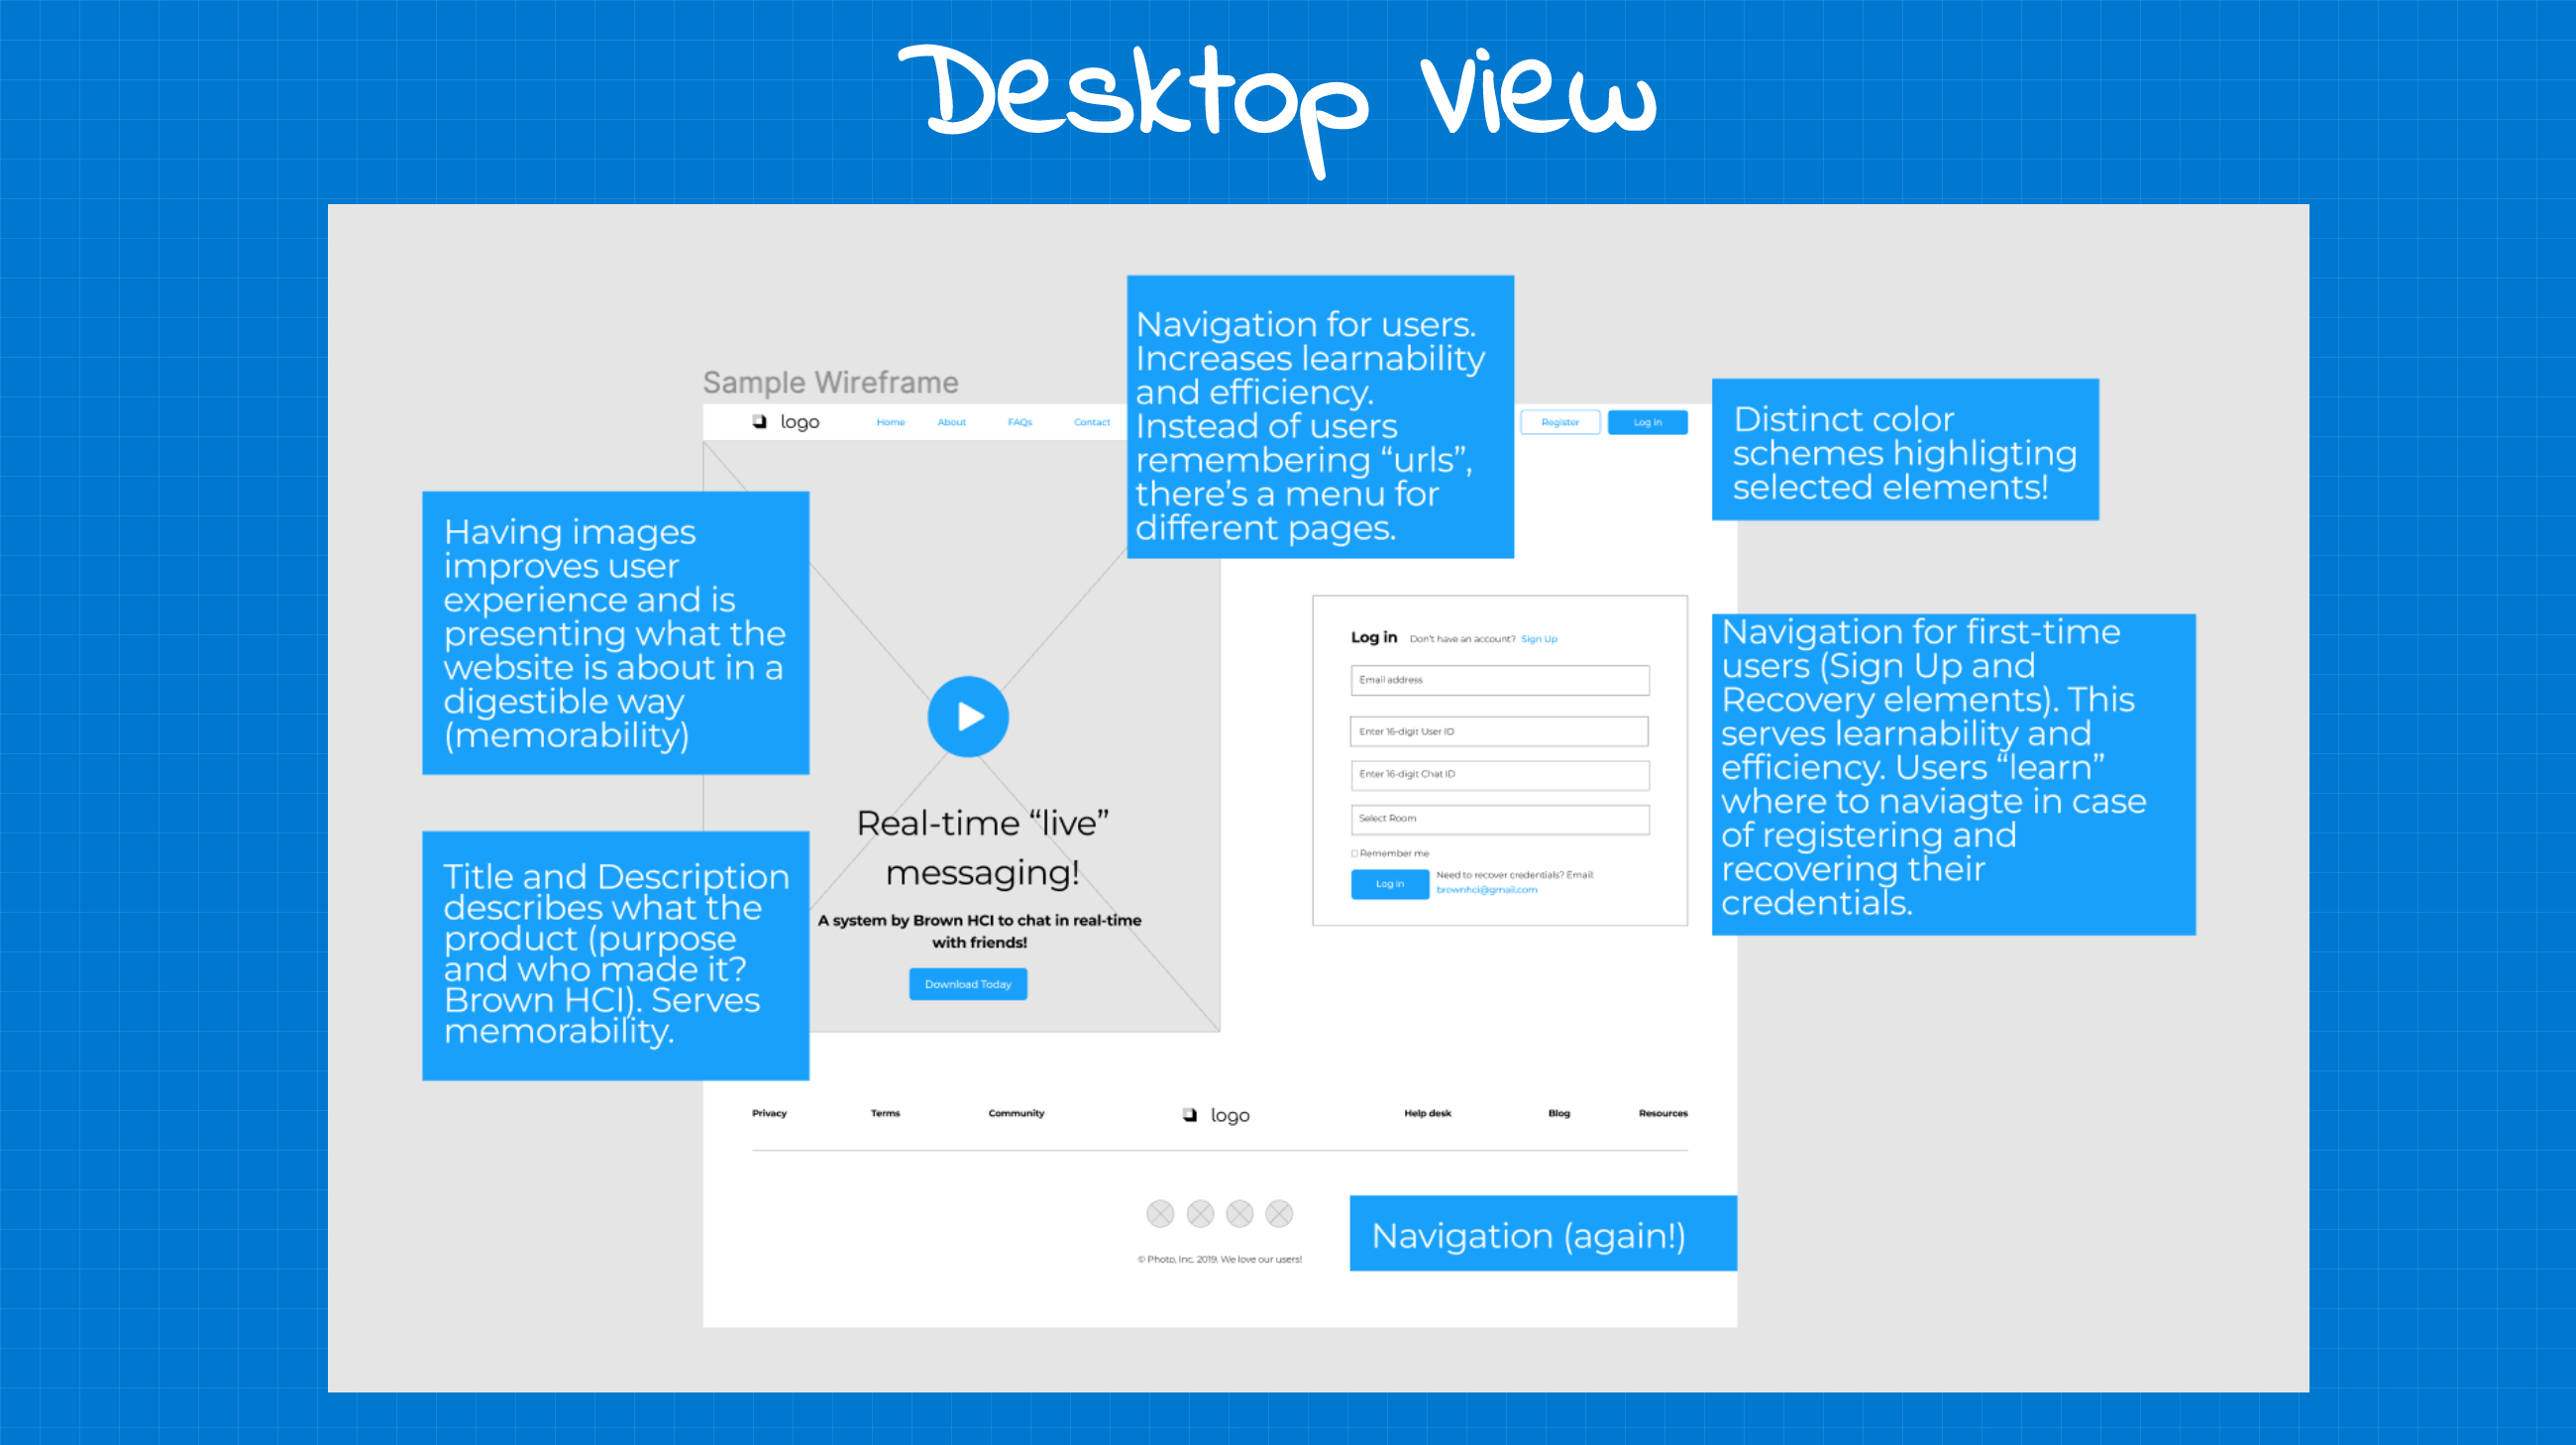 Desktop View
Navigation for users.
Increases learnability
and efficiency.
Instead of users
remembering “urls”,
there’s a menu for
different pages.
Sample Wireframe
logo Home About FAQs Contact Register Log in
Distinct color
schemes highligting
selected elements!
Having images
improves user
experience and is
presenting what the
website is about in a
digestible way
(memorability)
Real-time “live”
messaging!
A system by Brown HCI to chat in real-time
with friends!
Download Today
Title and Description
describes what the
product (purpose
and who made it?
Brown HCI). Serves
memorability.
Log in Don't have an account? Sign Up
Email address
Enter 16-digit User ID
Enter 16-digit Chat ID
Select Room
Remember me
Log in
Need to recover credentials? Email:
brownhci@gmail.com
Navigation for first-time
users (Sign Up and
Recovery elements). This
serves learnability and
efficiency. Users “learn”
where to naviagte in case
of registering and
recovering their
credentials.
Privacy Terms Community logo Help desk Blog Resources
Navigation (again!)
© Photo, Inc. 2019. We love our users!